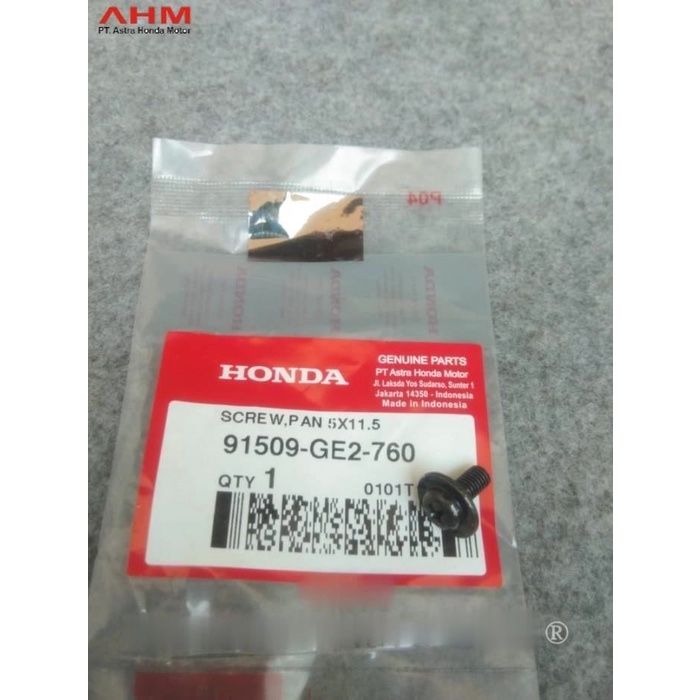 AHM
PT. Astra Honda Motor
P04
HONDA
HONDA
GENUINE PARTS
PT Astra Honda Motor
Jl. Laksda Yos Sudarso, Sunter 1
Jakarta 14350 - Indonesia
Made in Indonesia
SCREW,PAN 5X11.5
91509-GE2-760
QTY 1
0101T
®